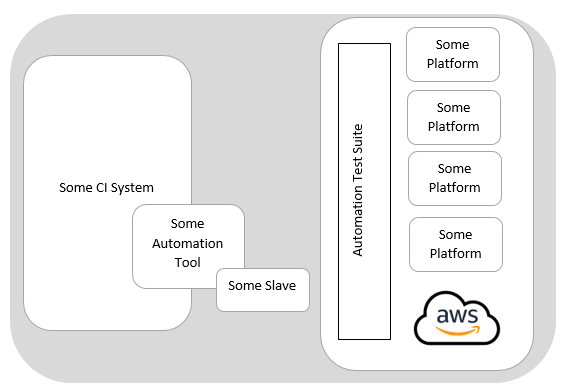 Some CI System
Some
Automation
Tool
Some Slave
Automation Test Suite
Some
Platform
Some
Platform
Some
Platform
Some
Platform
aws